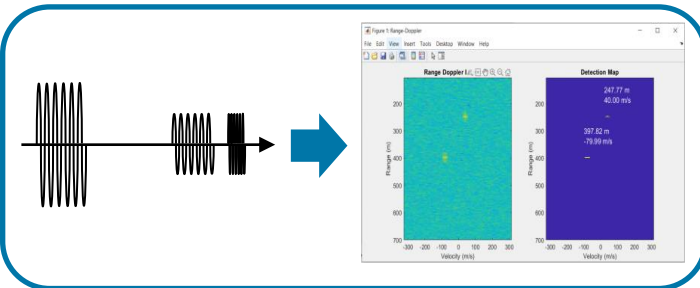 Figure 1: Range-Doppler
File Edit View Insert Tools Desktop Window Help
Range Doppler
200
300
400
500
600
700
Range (m)
-300 -200 -100 0 100 200 300
Velocity (m/s)
Detection Map
247.77 m
40.00 m/s
397.82 m
-79.99 m/s
200
300
400
500
600
700
Range (m)
-300 -200 -100 0 100 200 300
Velocity (m/s)